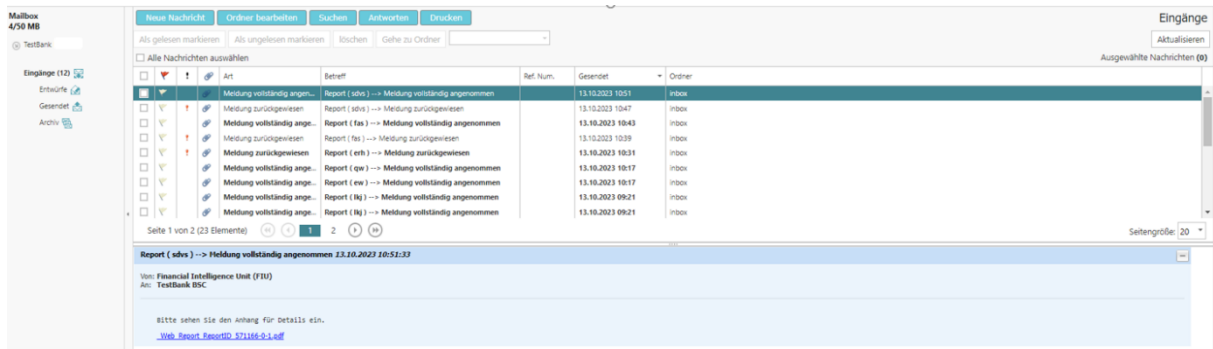 Mailbox
4/50 MB
TestBank
Eingänge (12)
Entwürfe
Gesendet
Archiv
Neue Nachricht Ordner bearbeiten Suchen Antworten Drucken
Eingänge
Als gelesen markieren Als ungelesen markieren löschen Gehe zu Ordner
Aktualisieren
Alle Nachrichten auswählen
Ausgewählte Nachrichten (0)
! Art Betreff Ref. Num. Gesendet Ordner
Meldung vollständig angen... Report ( sdvs ) --> Meldung vollständig angenommen 13.10.2023 10:51 inbox
! Meldung zurückgewiesen Report ( sdvs ) --> Meldung zurückgewiesen 13.10.2023 10:47 inbox
Meldung vollständig ange... Report ( fas ) --> Meldung vollständig angenommen 13.10.2023 10:43 inbox
! Meldung zurückgewiesen Report ( fas ) --> Meldung zurückgewiesen 13.10.2023 10:39 inbox
! Meldung zurückgewiesen Report ( erh ) --> Meldung zurückgewiesen 13.10.2023 10:31 inbox
Meldung vollständig ange... Report ( qw ) --> Meldung vollständig angenommen 13.10.2023 10:17 inbox
Meldung vollständig ange... Report ( ew ) --> Meldung vollständig angenommen 13.10.2023 10:17 inbox
Meldung vollständig ange... Report ( lkj ) --> Meldung vollständig angenommen 13.10.2023 09:21 inbox
Meldung vollständig ange... Report ( lkj ) --> Meldung vollständig angenommen 13.10.2023 09:21 inbox
Seite 1 von 2 (23 Elemente) 1 2
Seitengröße: 20
Report ( sdvs ) --> Meldung vollständig angenommen 13.10.2023 10:51:33
Von: Financial Intelligence Unit (FIU)
An: TestBank BSC
Bitte sehen Sie den Anhang für Details ein.
_Web_Report_ReportID_571166-0-1.pdf